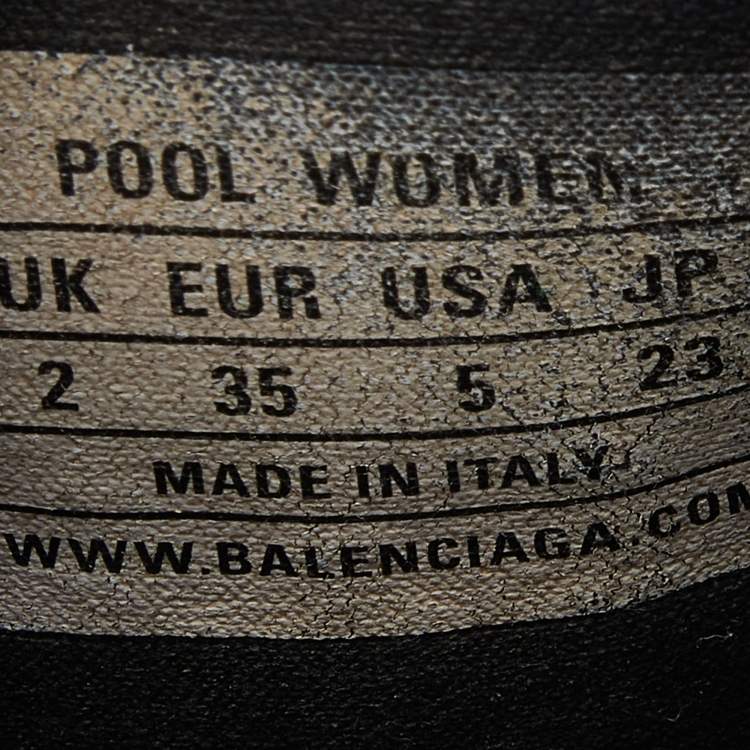 POOL WOMEN
UK EUR USA JP
2 35 5 23
MADE IN ITALY
WWW.BALENCIAGA.COM